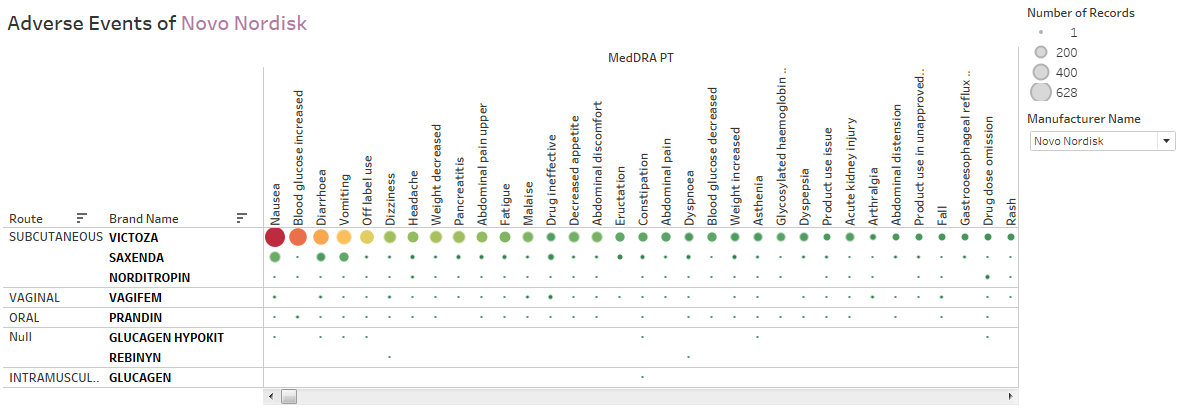 Adverse Events of Novo Nordisk
Number of Records
1
200
400
628
Manufacturer Name
Novo Nordisk
MedDRA PT
Route
Brand Name
Nausea
Blood glucose increased
Diarrhoea
Vomiting
Off label use
Dizziness
Headache
Weight decreased
Pancreatitis
Abdominal pain upper
Fatigue
Malaise
Drug ineffective
Decreased appetite
Abdominal discomfort
Eructation
Constipation
Abdominal pain
Dyspnoea
Blood glucose decreased
Weight increased
Asthenia
Glycosylated haemoglobin ..
Dyspepsia
Product use issue
Acute kidney injury
Arthralgia
Abdominal distension
Product use in unapproved..
Fall
Gastrooesophageal reflux ..
Drug dose omission
Rash
SUBCUTANEOUS VICTOZA
SAXENDA
NORDITROPIN
VAGINAL VAGIFEM
ORAL PRANDIN
Null GLUCAGEN HYPOKIT
REBINYN
INTRAMUSCUL.. GLUCAGEN